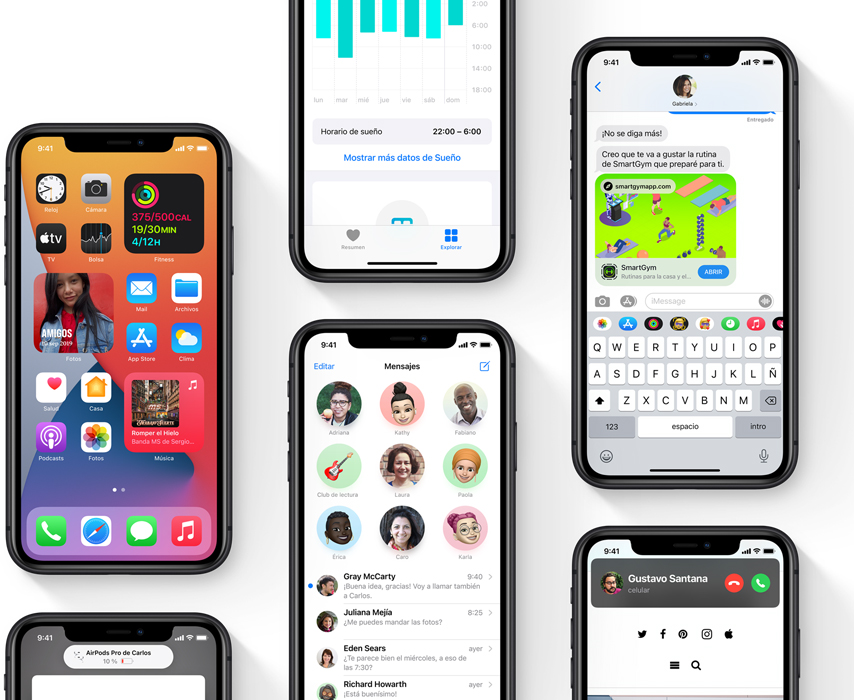 9:41
Reloj
Cámara
375/500CAL
19/30MIN
4/12H
tv
TV
Bolsa
Fitness
AMIGOS
Fotos
Mail
Archivos
App Store
Clima
Salud
Casa
Romper el Hielo
Banda MS de Sergio...
Podcasts
Fotos
Música
9:41
AirPods Pro de Carlos
10 %
2:00
6:00
10:00
14:00
18:00
lun mar mié jue vie sáb dom
Horario de sueño 22:00 – 6:00
Mostrar más datos de Sueño
Resumen
Explorar
9:41
Editar Mensajes
Adriana Kathy Fabiano
Club de lectura Laura Paola
Erica Caro Karla
Gray McCarty 9:40
¡Buena idea, gracias! Voy a llamar también
a Carlos.
Juliana Mejía 8:25
¿Me puedes mandar las fotos?
Eden Sears ayer
¿Te parece bien el miércoles, a eso de
las 7:30?
Richard Howarth ayer
¡Está buenísimo!
9:41
Gabriela
Entregado
¡No se diga más!
Creo que te va a gustar la rutina
de SmartGym que preparé para ti.
smartgymapp.com
SmartGym
Rutinas para la casa y el...
ABRIR
iMessage
Q W E R T Y U I O P
A S D F G H J K L Ñ
Z X C V B N M
123 espacio intro
9:41
Gustavo Santana
celular